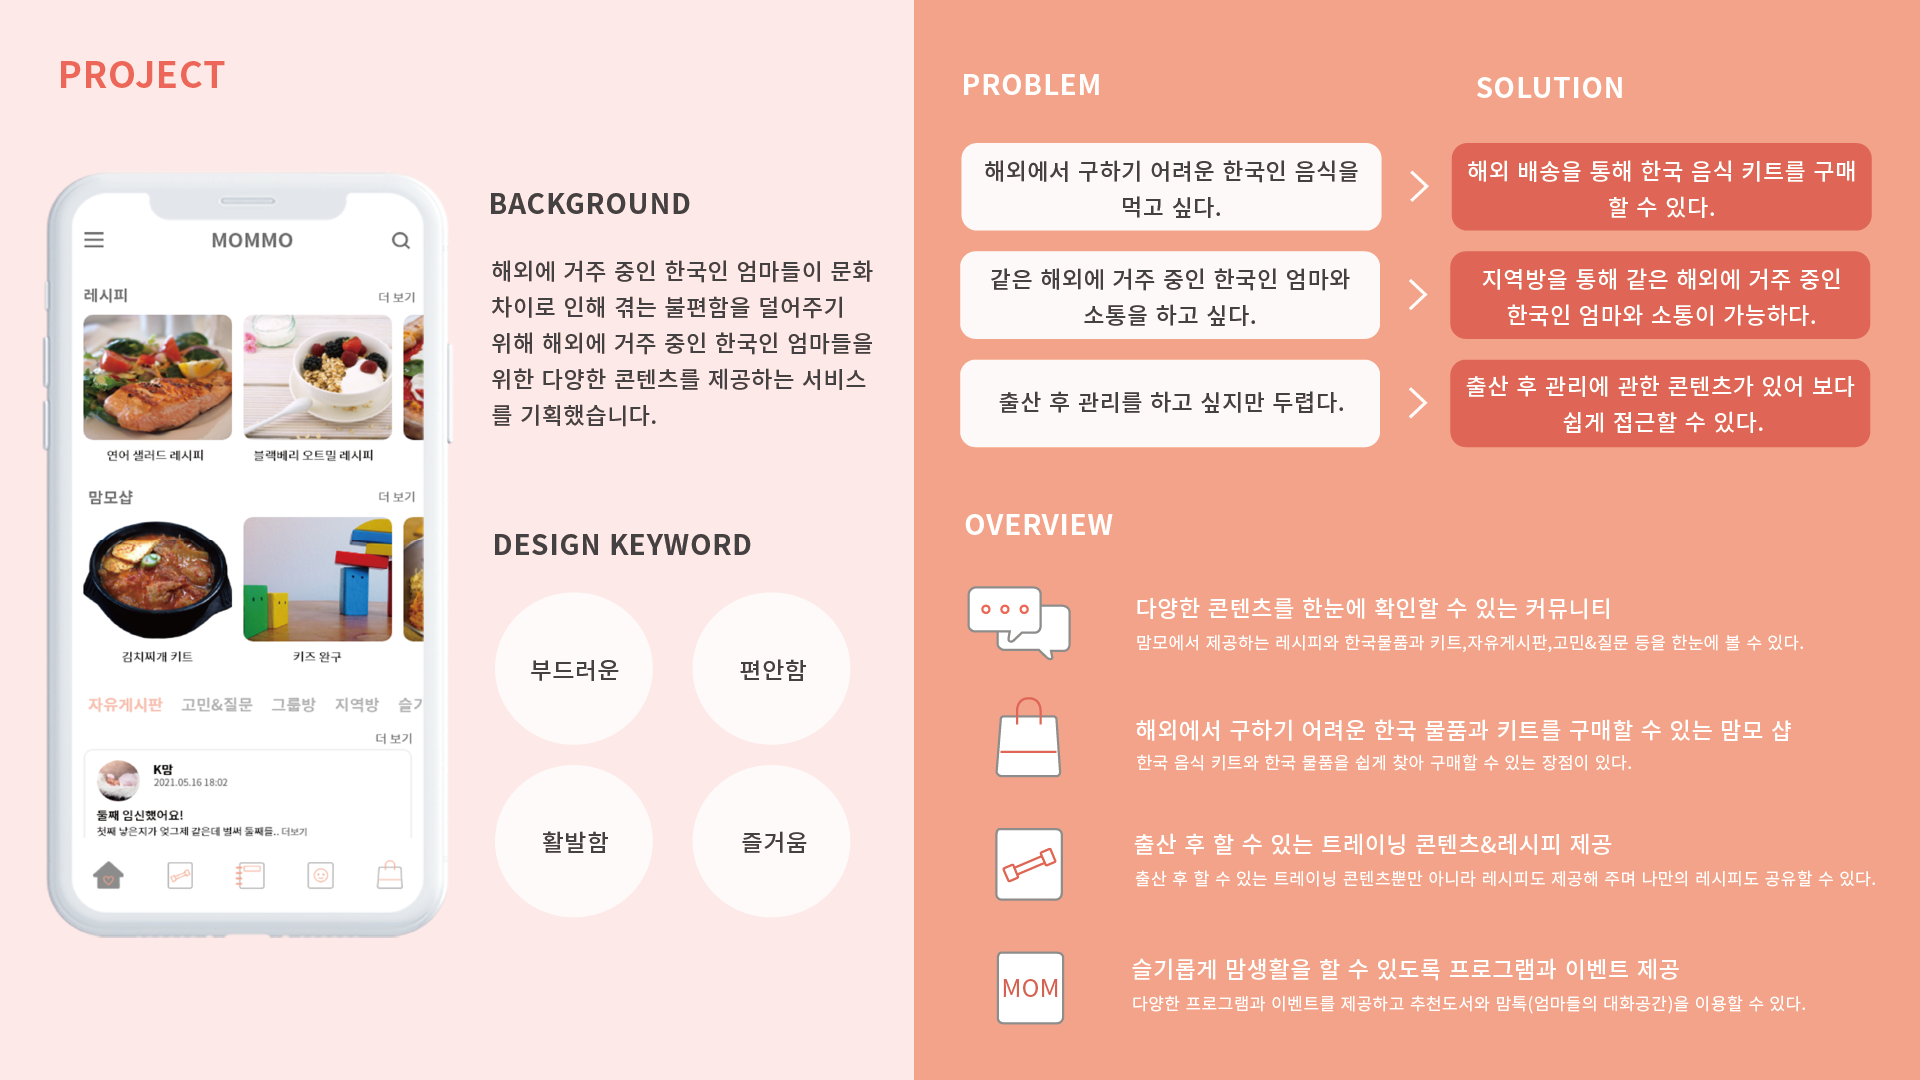 PROJECT
MOMMO
레시피
더 보기
연어 샐러드 레시피
블랙베리 오트밀 레시피
맘모샵
더 보기
김치찌개 키트
키즈 완구
자유게시판
고민&질문
그룹방
지역방
슬기
더 보기
K맘
2021.05.16 18:02
둘째 임신했어요!
첫째 낳은지가 엊그제 같은데 벌써 둘째를.. 더보기
BACKGROUND
해외에 거주 중인 한국인 엄마들이 문화
차이로 인해 겪는 불편함을 덜어주기
위해 해외에 거주 중인 한국인 엄마들을
위한 다양한 콘텐츠를 제공하는 서비스
를 기획했습니다.
DESIGN KEYWORD
부드러운
편안함
활발함
즐거움
PROBLEM
SOLUTION
해외에서 구하기 어려운 한국인 음식을
먹고 싶다.
해외 배송을 통해 한국 음식 키트를 구매
할 수 있다.
같은 해외에 거주 중인 한국인 엄마와
소통을 하고 싶다.
지역방을 통해 같은 해외에 거주 중인
한국인 엄마와 소통이 가능하다.
출산 후 관리를 하고 싶지만 두렵다.
출산 후 관리에 관한 콘텐츠가 있어 보다
쉽게 접근할 수 있다.
OVERVIEW
다양한 콘텐츠를 한눈에 확인할 수 있는 커뮤니티
맘모에서 제공하는 레시피와 한국물품과 키트,자유게시판,고민&질문 등을 한눈에 볼 수 있다.
해외에서 구하기 어려운 한국 물품과 키트를 구매할 수 있는 맘모 샵
한국 음식 키트와 한국 물품을 쉽게 찾아 구매할 수 있는 장점이 있다.
출산 후 할 수 있는 트레이닝 콘텐츠&레시피 제공
출산 후 할 수 있는 트레이닝 콘텐츠뿐만 아니라 레시피도 제공해 주며 나만의 레시피도 공유할 수 있다.
MOM
슬기롭게 맘생활을 할 수 있도록 프로그램과 이벤트 제공
다양한 프로그램과 이벤트를 제공하고 추천도서와 맘톡(엄마들의 대화공간)을 이용할 수 있다.